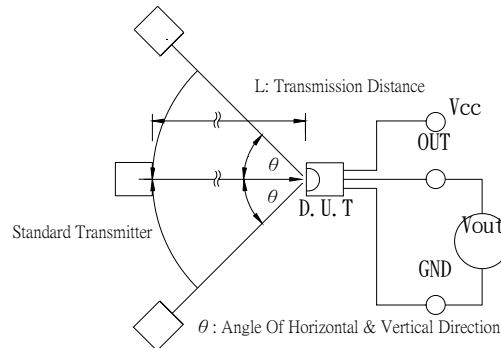 L: Transmission Distance
Vcc
OUT
θ
θ
D.U.T
Standard Transmitter
Vout
GND
θ : Angle Of Horizontal & Vertical Direction